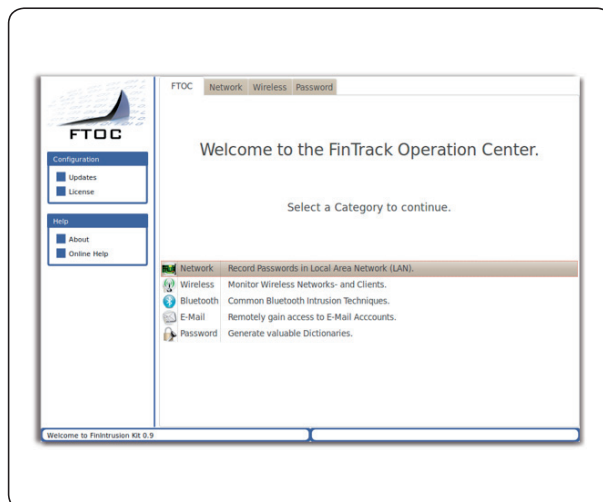 FTOC Network Wireless Password
FTOC
Welcome to the FinTrack Operation Center.
Configuration
Updates
License
Select a Category to continue.
Help
About
Online Help
Network Record Passwords in Local Area Network (LAN).
Wireless Monitor Wireless Networks- and Clients.
Bluetooth Common Bluetooth Intrusion Techniques.
E-Mail Remotely gain access to E-Mail Acccounts.
Password Generate valuable Dictionaries.
Welcome to FinIntrusion Kit 0.9